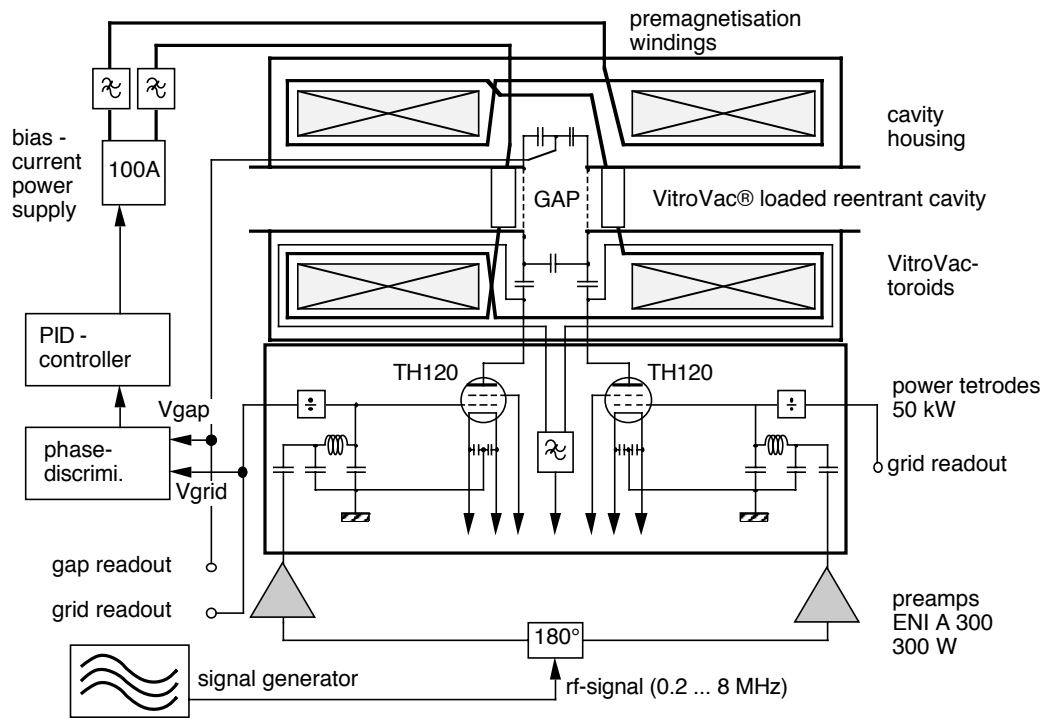 premagnetisation
windings
bias -
current
power
supply
100A
cavity
housing
GAP
VitroVac® loaded reentrant cavity
VitroVac-
toroids
PID -
controller
TH120
TH120
power tetrodes
50 kW
Vgap
÷
÷
phase-
discrimi.
Vgrid
grid readout
gap readout
grid readout
preamps
ENI A 300
300 W
180°
signal generator
rf-signal (0.2 ... 8 MHz)